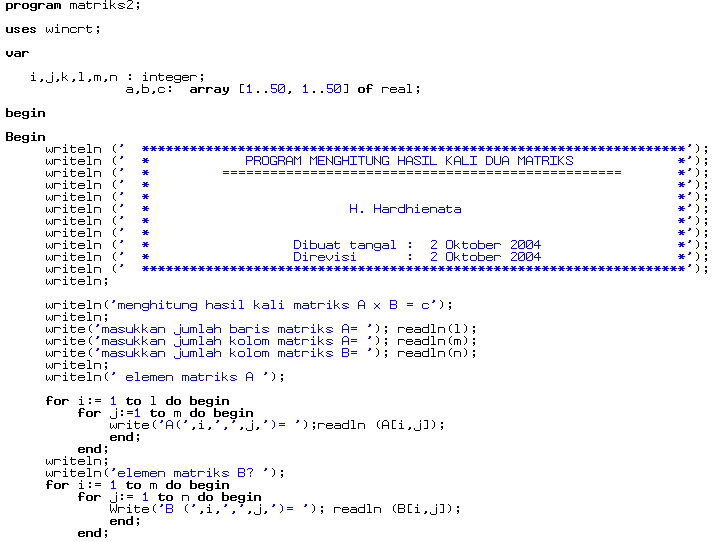 program matriks2;
uses wincrt;
var
i,j,k,l,m,n : integer;
a,b,c: array [1..50, 1..50] of real;
begin
Begin
writeln (' ********************************************************************');
writeln (' * PROGRAM MENGHITUNG HASIL KALI DUA MATRIKS *');
writeln (' * ================================================== *');
writeln (' * *');
writeln (' * *');
writeln (' * H. Hardhienata *');
writeln (' * *');
writeln (' * *');
writeln (' * Dibuat tangal : 2 Oktober 2004 *');
writeln (' * Direvisi : 2 Oktober 2004 *');
writeln (' ********************************************************************');
writeln;
writeln('menghitung hasil kali matriks A x B = c');
writeln;
write('masukkan jumlah baris matriks A= '); readln(l);
write('masukkan jumlah kolom matriks A= '); readln(m);
write('masukkan jumlah kolom matriks B= '); readln(n);
writeln;
writeln(' elemen matriks A ');
for i:= 1 to l do begin
for j:=1 to m do begin
write('A(',i,',',j,')= ');readln (A[i,j]);
end;
end;
writeln;
writeln('elemen matriks B? ');
for i:= 1 to m do begin
for j:= 1 to n do begin
Write('B (',i,',',j,')= '); readln (B[i,j]);
end;
end;